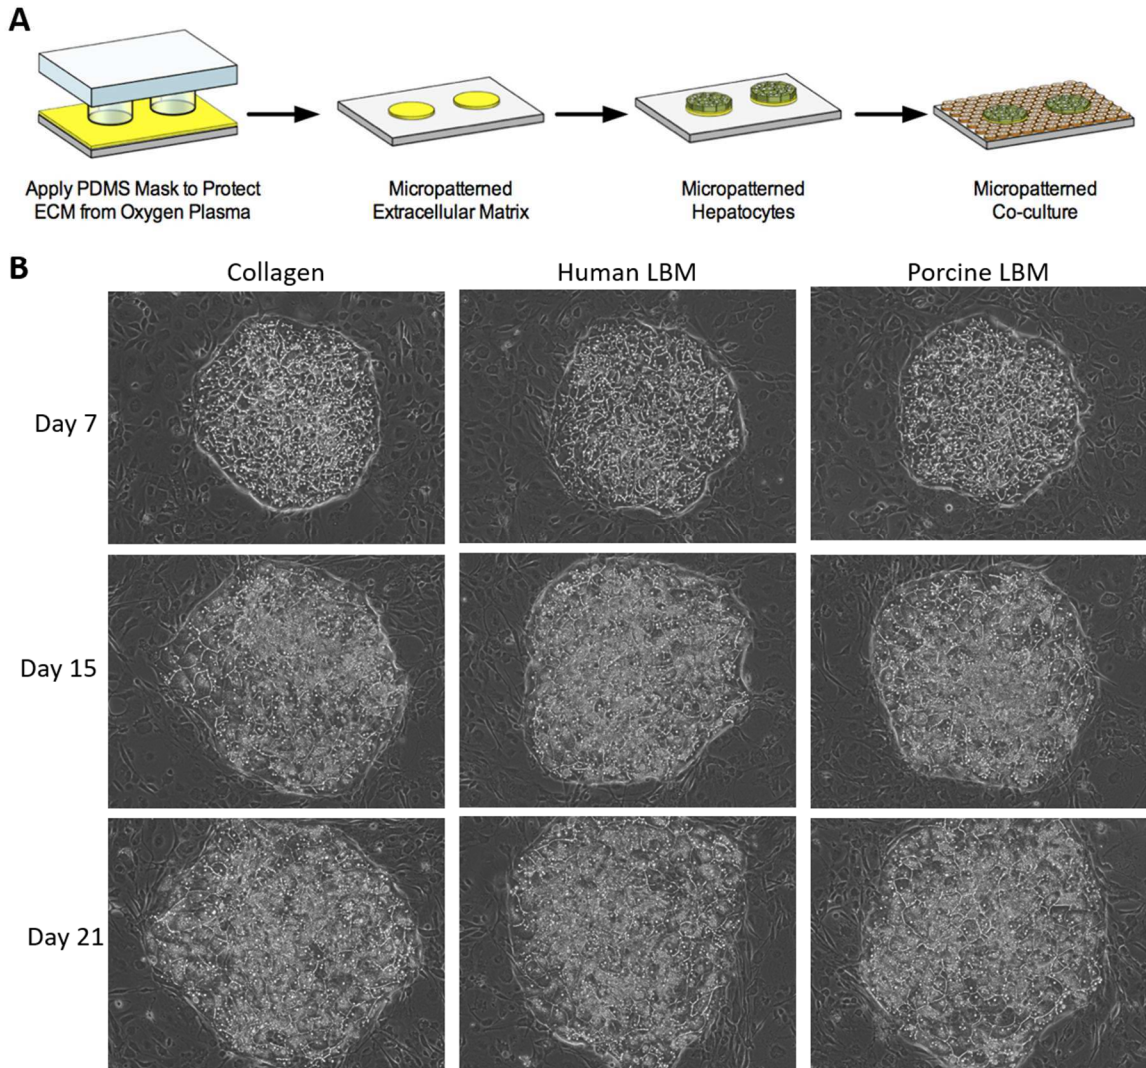 A
Apply PDMS Mask to Protect
ECM from Oxygen Plasma
Micropatterned
Extracellular Matrix
Micropatterned
Hepatocytes
Micropatterned
Co-culture
B
Collagen
Human LBM
Porcine LBM
Day 7
Day 15
Day 21